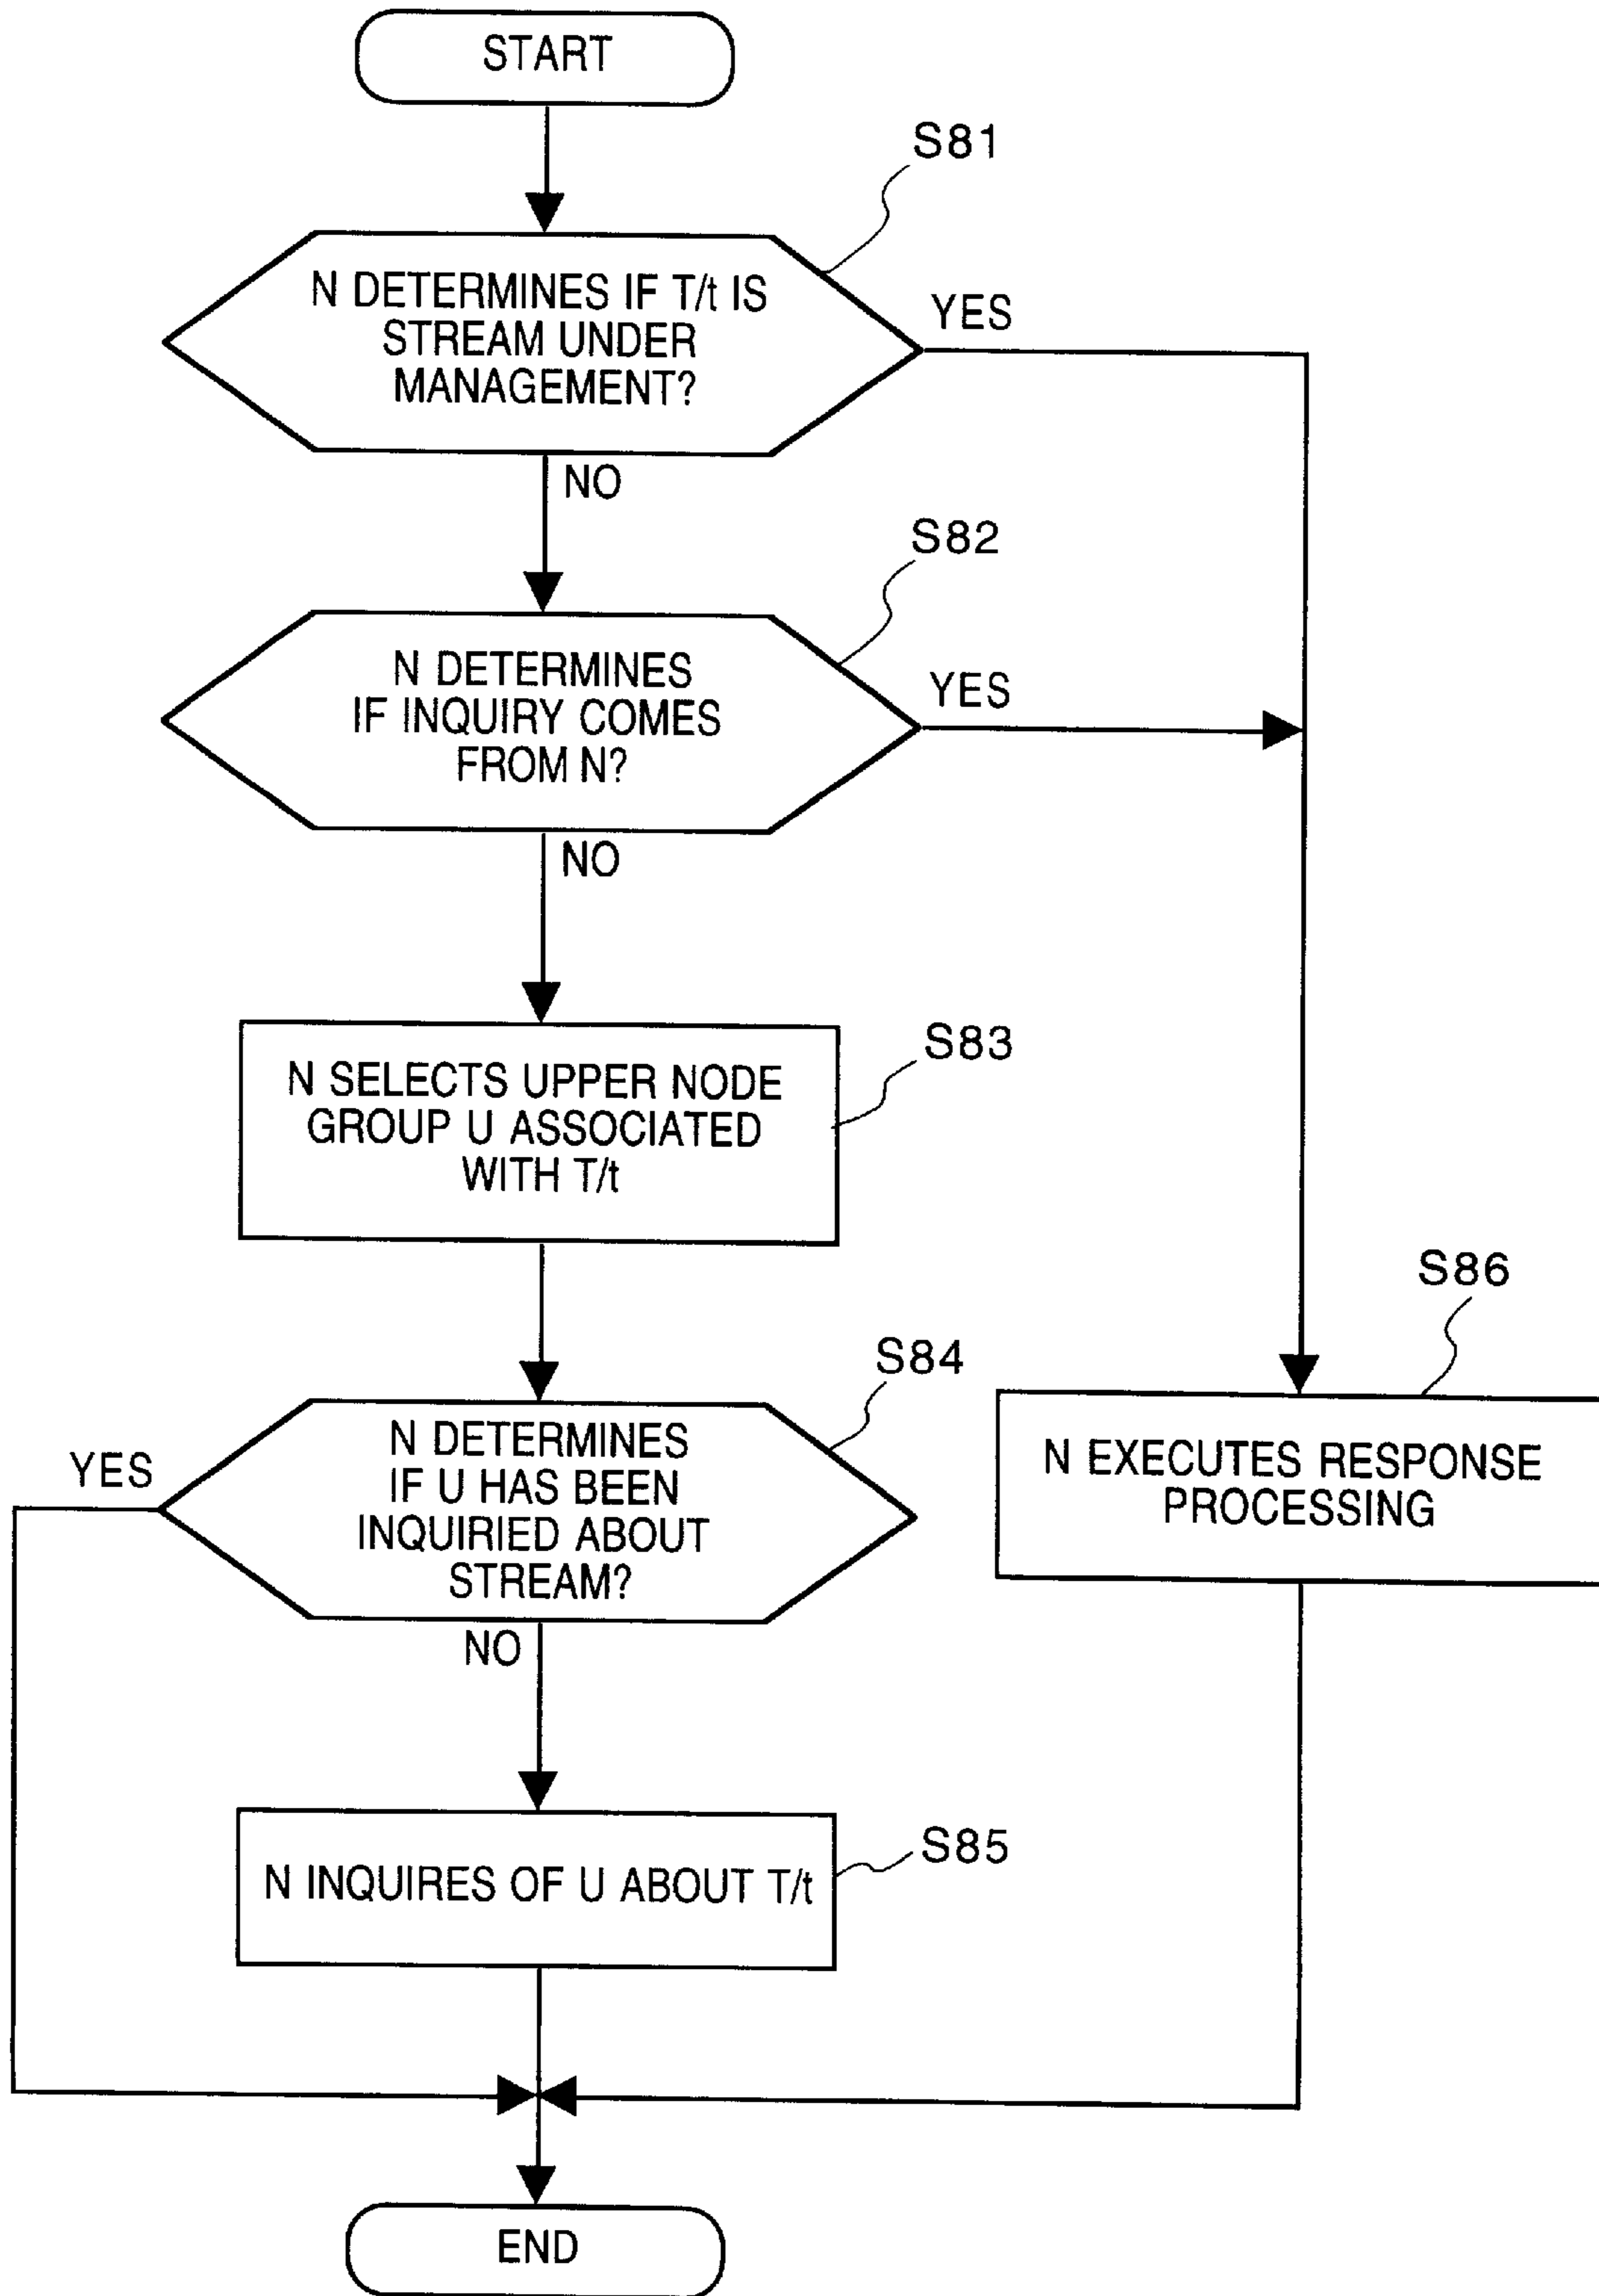 START
S81
N DETERMINES IF T/t IS
STREAM UNDER
MANAGEMENT?
YES
NO
S82
N DETERMINES
IF INQUIRY COMES
FROM N?
YES
NO
S83
N SELECTS UPPER NODE
GROUP U ASSOCIATED
WITH T/t
S84
N DETERMINES
IF U HAS BEEN
INQUIRIED ABOUT
STREAM?
YES
NO
S86
N EXECUTES RESPONSE
PROCESSING
S85
N INQUIRES OF U ABOUT T/t
END